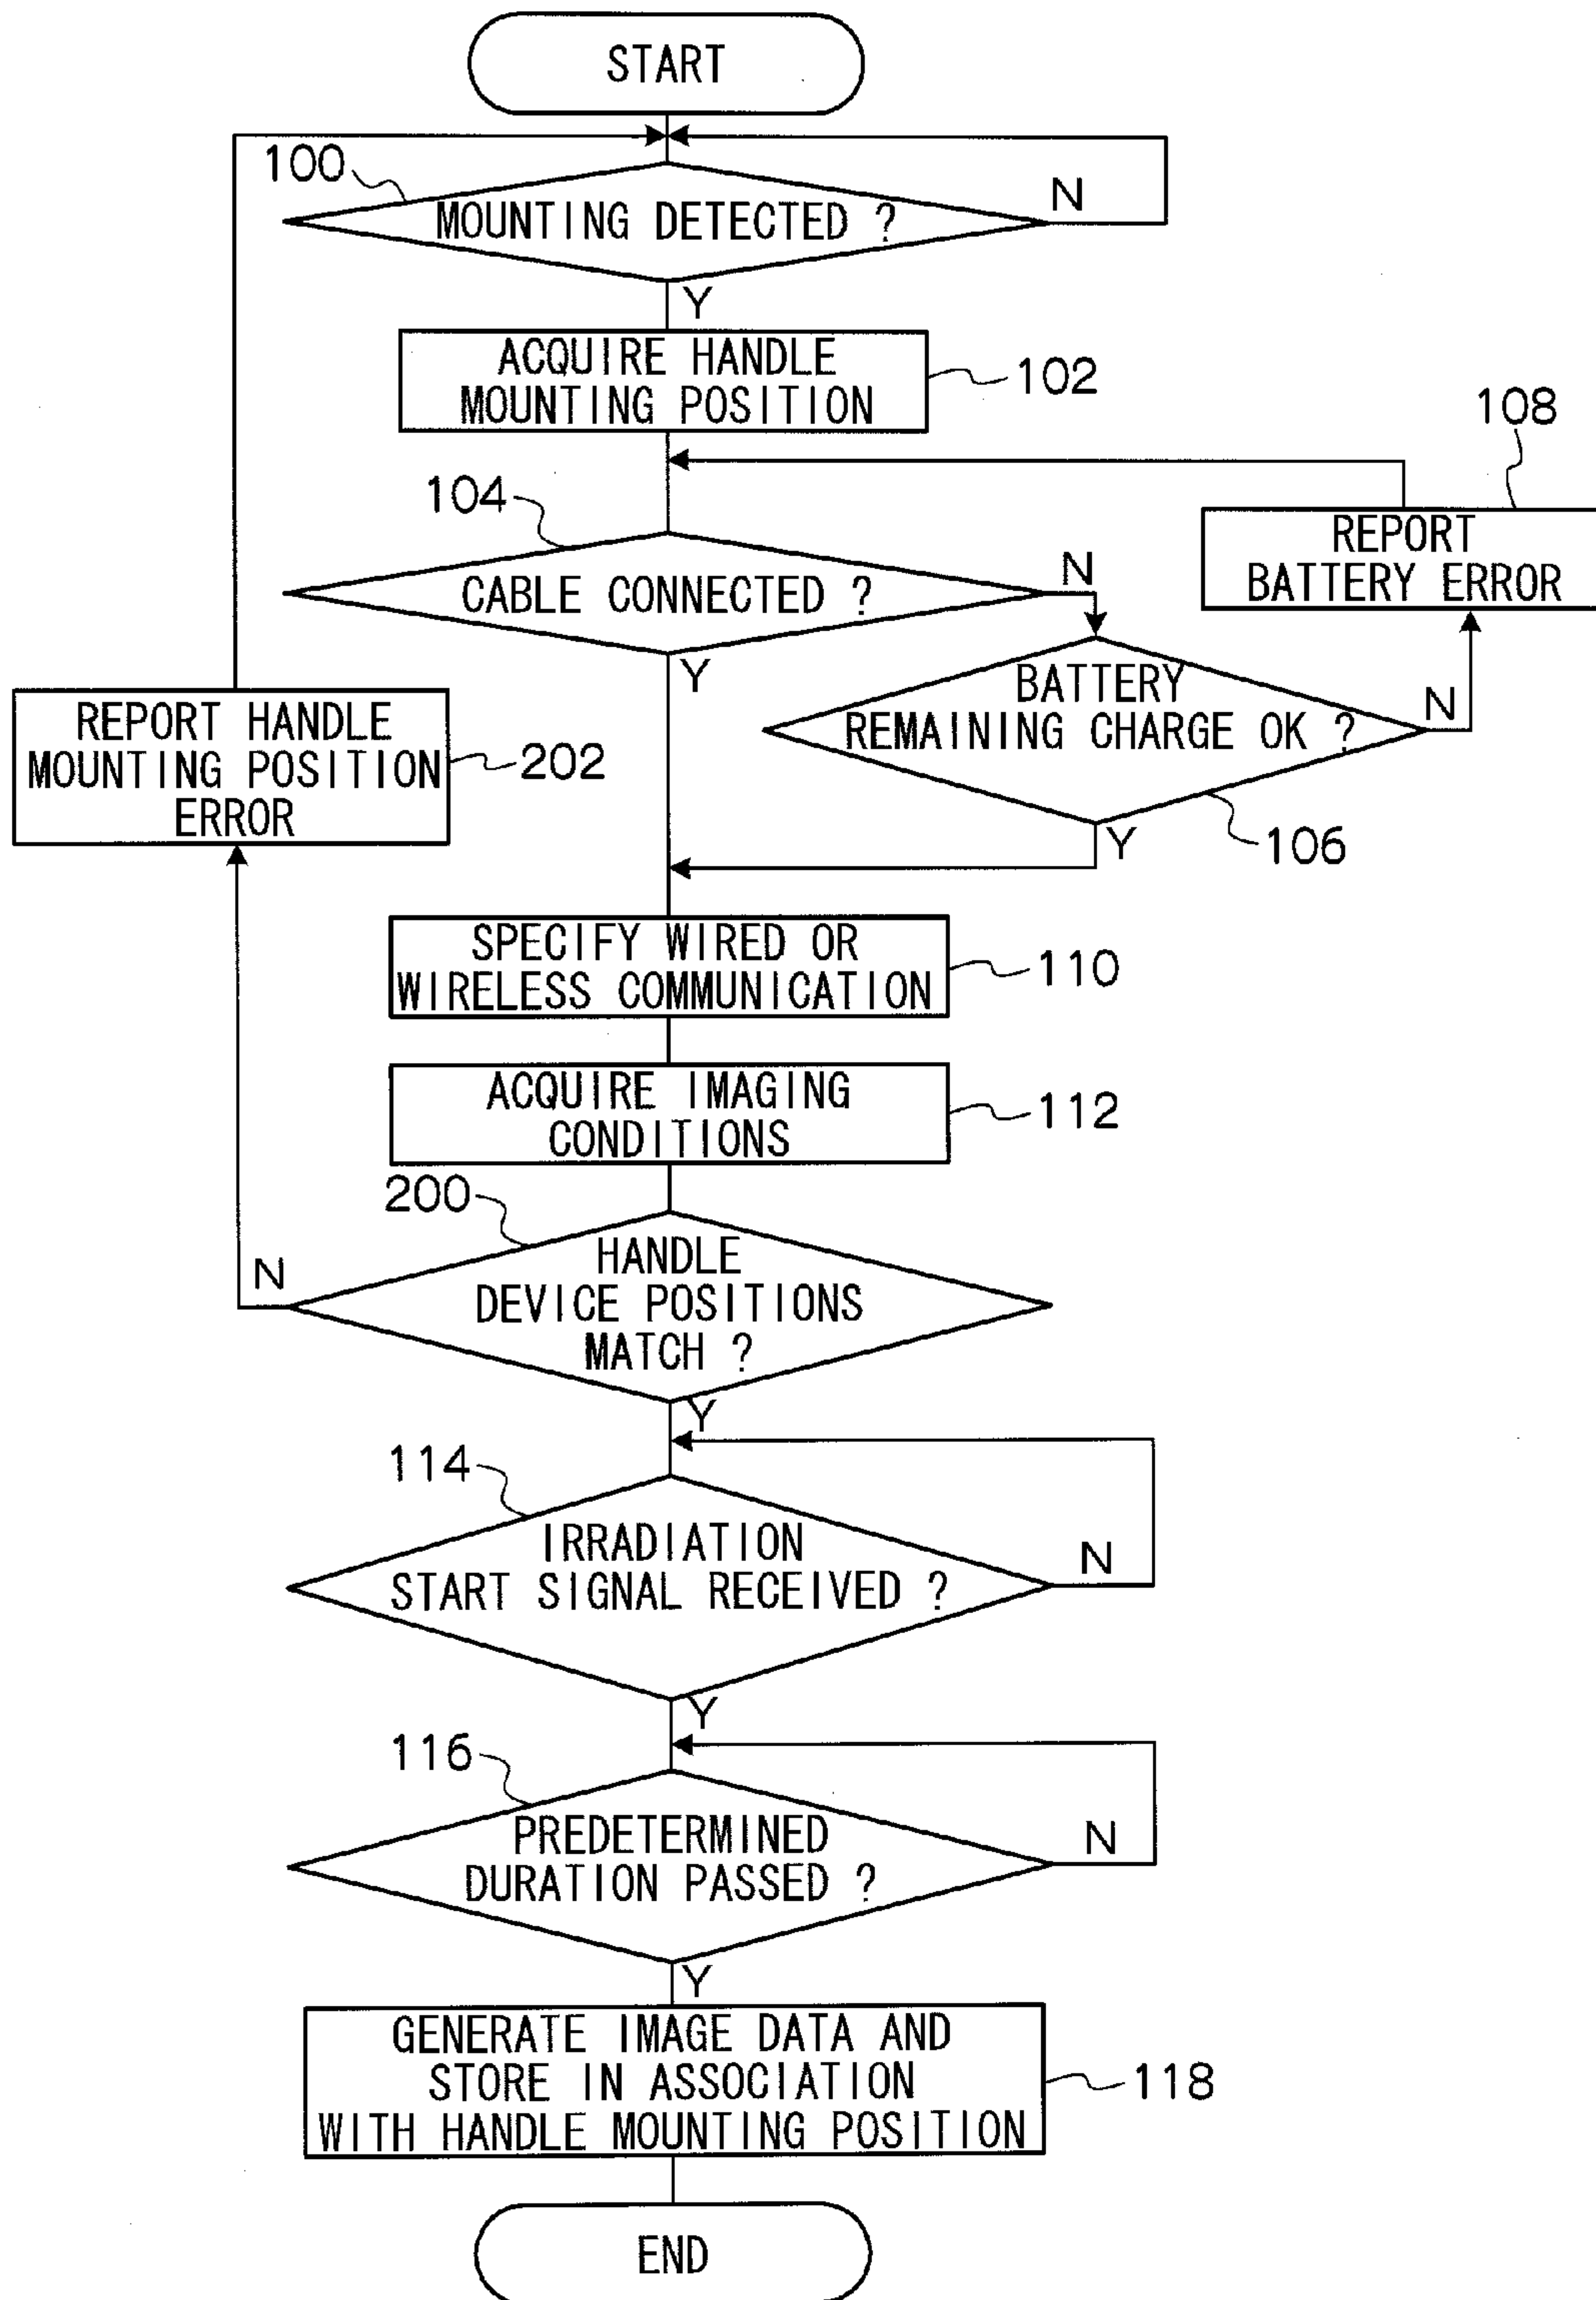 START
100
MOUNTING DETECTED ?
N
Y
ACQUIRE HANDLE
MOUNTING POSITION
102
108
REPORT
BATTERY ERROR
104
CABLE CONNECTED ?
N
Y
BATTERY
REMAINING CHARGE OK ?
N
Y
106
REPORT HANDLE
MOUNTING POSITION
ERROR
202
SPECIFY WIRED OR
WIRELESS COMMUNICATION
110
ACQUIRE IMAGING
CONDITIONS
112
200
N
HANDLE
DEVICE POSITIONS
MATCH ?
Y
114
IRRADIATION
START SIGNAL RECEIVED ?
N
Y
116
PREDETERMINED
DURATION PASSED ?
N
Y
GENERATE IMAGE DATA AND
STORE IN ASSOCIATION
WITH HANDLE MOUNTING POSITION
118
END